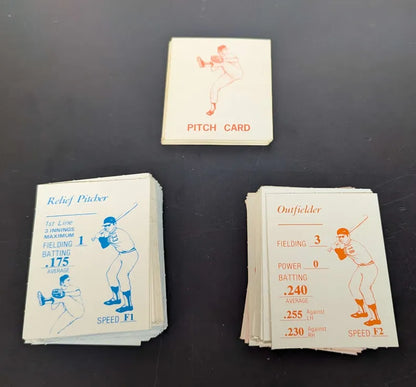 PITCH CARD
Relief Pitcher
1st Line
3 INNINGS
MAXIMUM
FIELDING 1
BATTING
.175
AVERAGE
SPEED F1
Outfielder
FIELDING 3
POWER 0
BATTING
.240
AVERAGE
.255 Against LH
.230 Against RH
SPEED F2